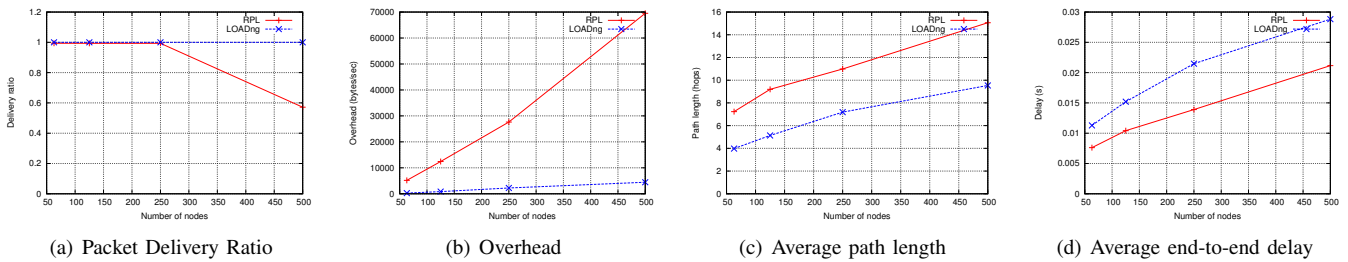 1.2
1
0.8
0.6
0.4
0.2
0
50 100 150 200 250 300 350 400 450 500
Delivery ratio
Number of nodes
RPL
LOADng
(a) Packet Delivery Ratio
70000
60000
50000
40000
30000
20000
10000
0
50 100 150 200 250 300 350 400 450 500
Overhead (bytes/sec)
Number of nodes
RPL
LOADng
(b) Overhead
16
14
12
10
8
6
4
2
0
50 100 150 200 250 300 350 400 450 500
Path length (hops)
Number of nodes
RPL
LOADng
(c) Average path length
0.03
0.025
0.02
0.015
0.01
0.005
0
50 100 150 200 250 300 350 400 450 500
Delay (s)
Number of nodes
RPL
LOADng
(d) Average end-to-end delay